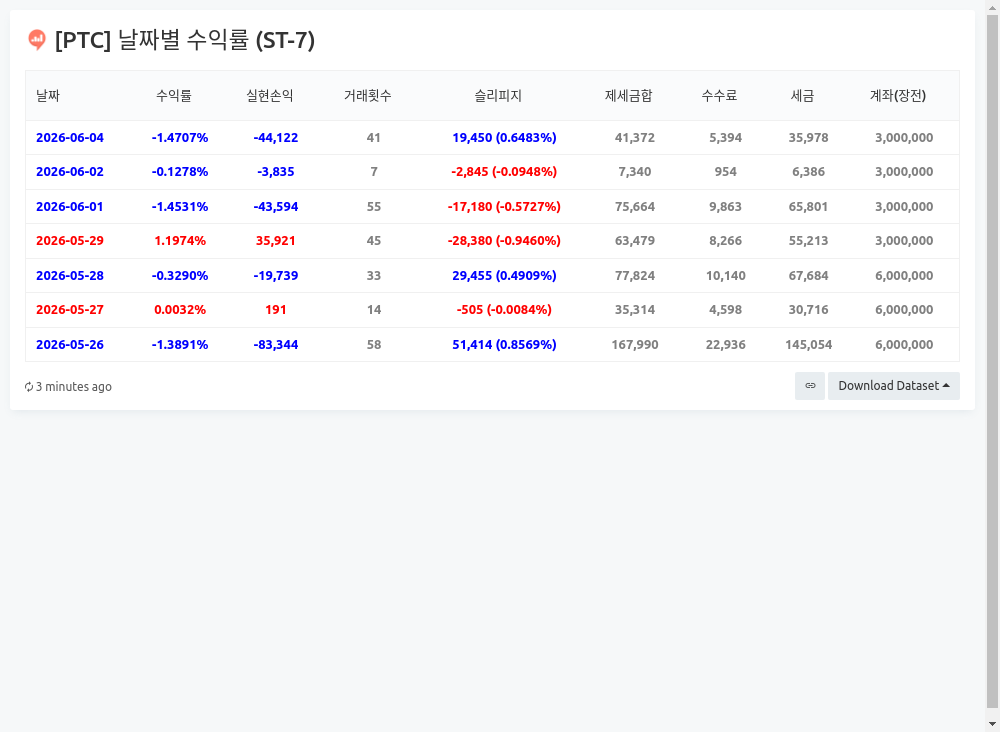 [PTC] 날짜별 수익률 (ST-7)
날짜 수익률 실현손익 거래횟수 슬리피지 제세금합 수수료 세금 계좌(장전)
2026-06-04 -1.4707% -44,122 41 19,450 (0.6483%) 41,372 5,394 35,978 3,000,000
2026-06-02 -0.1278% -3,835 7 -2,845 (-0.0948%) 7,340 954 6,386 3,000,000
2026-06-01 -1.4531% -43,594 55 -17,180 (-0.5727%) 75,664 9,863 65,801 3,000,000
2026-05-29 1.1974% 35,921 45 -28,380 (-0.9460%) 63,479 8,266 55,213 3,000,000
2026-05-28 -0.3290% -19,739 33 29,455 (0.4909%) 77,824 10,140 67,684 6,000,000
2026-05-27 0.0032% 191 14 -505 (-0.0084%) 35,314 4,598 30,716 6,000,000
2026-05-26 -1.3891% -83,344 58 51,414 (0.8569%) 167,990 22,936 145,054 6,000,000
3 minutes ago Download Dataset